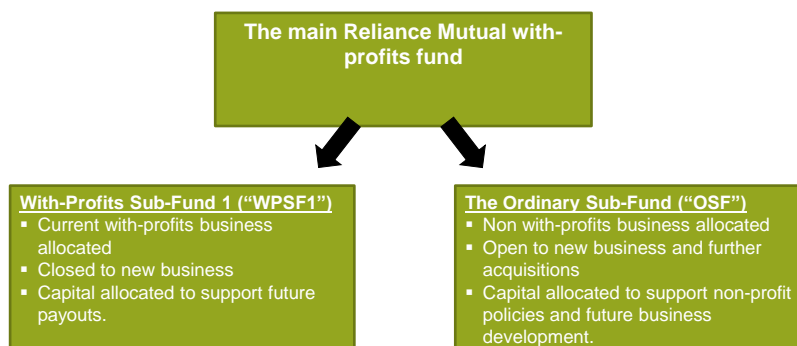 The main Reliance Mutual with-
profits fund
With-Profits Sub-Fund 1 (“WPSF1”)
▪ Current with-profits business
allocated
▪ Closed to new business
▪ Capital allocated to support future
payouts.
The Ordinary Sub-Fund (“OSF”)
▪ Non with-profits business allocated
▪ Open to new business and further
acquisitions
▪ Capital allocated to support non-profit
policies and future business
development.